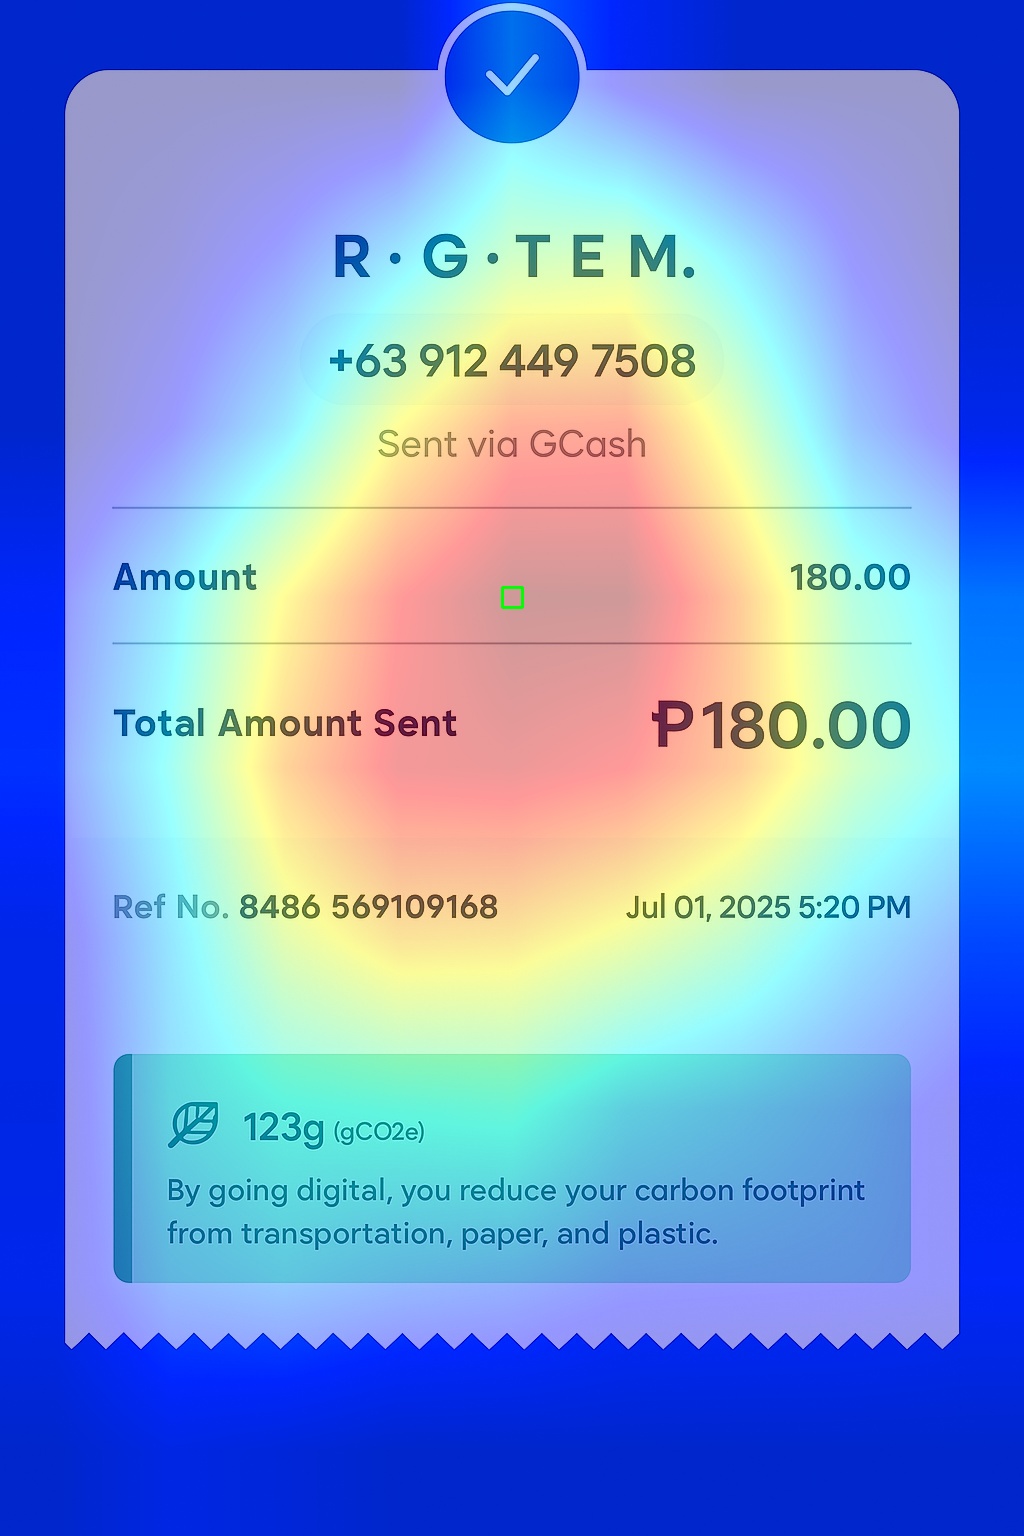 R · G · T E M.
+63 912 449 7508
Sent via GCash
Amount 180.00
Total Amount Sent ₱180.00
Ref No. 8486 569109168 Jul 01, 2025 5:20 PM
123g (gCO2e)
By going digital, you reduce your carbon footprint
from transportation, paper, and plastic.